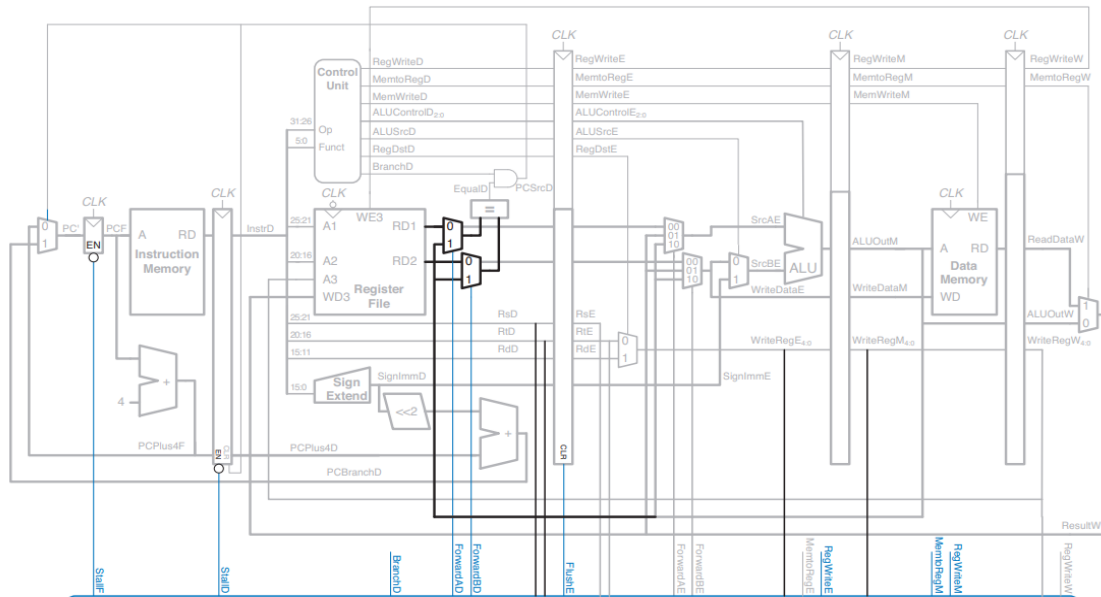 CLK
CLK
CLK
Control
Unit
RegWriteD
RegWriteE
RegWriteM
RegWriteW
MemtoRegD
MemtoRegE
MemtoRegM
MemtoRegW
MemWriteD
MemWriteE
MemWriteM
ALUControlD2:0
ALUControlE2:0
31:26
Op
ALUSrcD
ALUSrcE
5:0
Funct
RegDstD
RegDstE
BranchD
EqualD
PCSrcD
CLK
CLK
CLK
CLK
=
0
1
PC'
EN
PCF
A
RD
Instruction
Memory
InstrD
25:21
A1
WE3
RD1
0
1
20:16
A2
RD2
0
1
A3
WD3
Register
File
00
01
10
00
01
10
SrcAE
0
1
SrcBE
ALU
WriteDataE
ALUOutM
WriteDataM
WE
A
RD
Data
Memory
WD
ReadDataW
1
0
ALUOutW
25:21
RsD
RsE
20:16
RtD
RtE
0
1
15:11
RdD
RdE
WriteRegE4:0
WriteRegM4:0
WriteRegW4:0
15:0
Sign
Extend
SignImmD
SignImmE
4
+
<<2
+
PCPlus4F
EN
CLR
PCPlus4D
CLR
PCBranchD
ResultW
StallF
StallD
BranchD
ForwardAD
ForwardBD
FlushE
ForwardAE
ForwardBE
MemtoRegE
RegWriteE
MemtoRegM
RegWriteM
RegWriteW